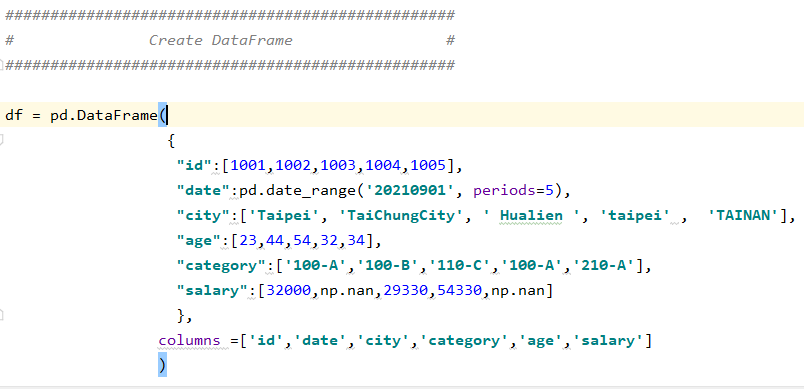 ##################################################
#               Create DataFrame                 #
##################################################
df = pd.DataFrame(
                  {
                   "id":[1001,1002,1003,1004,1005],
                   "date":pd.date_range('20210901', periods=5),
                   "city":['Taipei', 'TaiChungCity', ' Hualien ', 'taipei' ,  'TAINAN'],
                   "age":[23,44,54,32,34],
                   "category":['100-A','100-B','110-C','100-A','210-A'],
                   "salary":[32000,np.nan,29330,54330,np.nan]
                   },
                 columns =['id','date','city','category','age','salary']
                 )